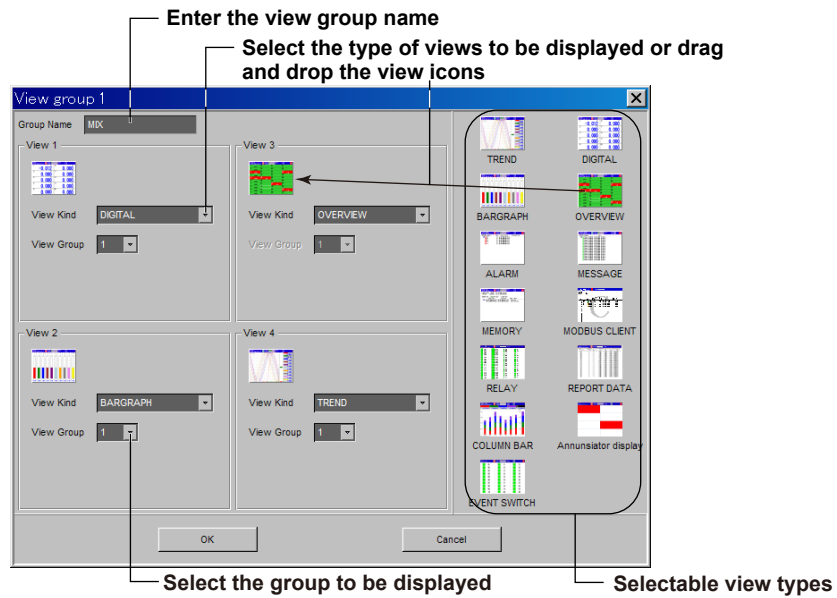 Enter the view group name
Select the type of views to be displayed or drag
and drop the view icons
View group 1
Group Name MIX
View 1
View Kind DIGITAL
View Group 1
View 3
View Kind OVERVIEW
View Group 1
View 2
View Kind BARGRAPH
View Group 1
View 4
View Kind TREND
View Group 1
TREND DIGITAL
BARGRAPH OVERVIEW
ALARM MESSAGE
MEMORY MODBUS CLIENT
RELAY REPORT DATA
COLUMN BAR Annunsiator display
EVENT SWITCH
OK Cancel
Select the group to be displayed
Selectable view types